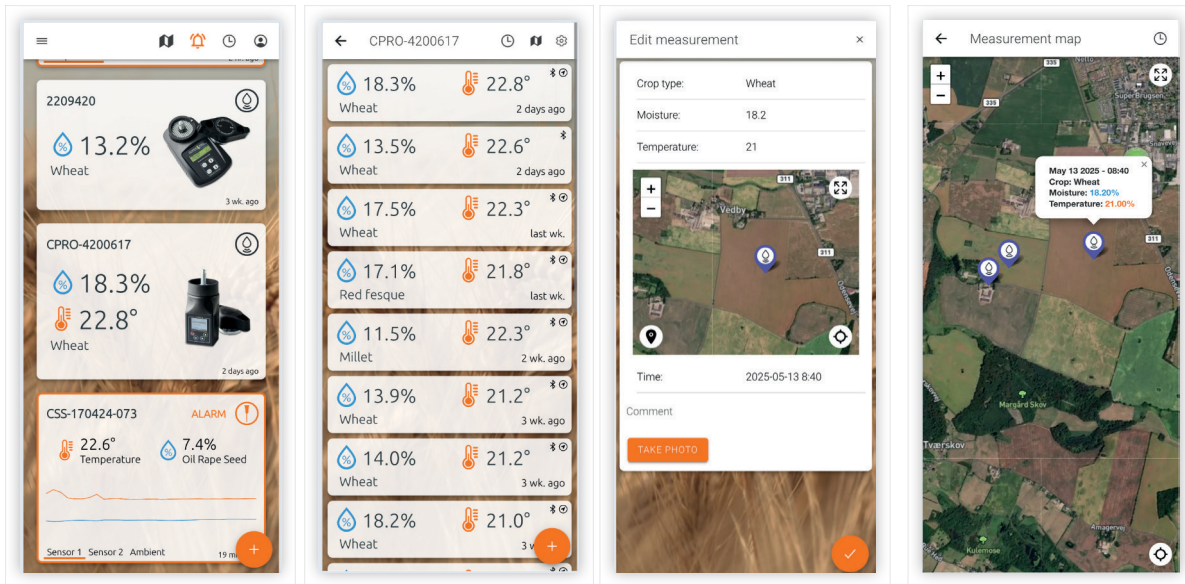 2209420
13.2%
Wheat
3 wk. ago
CPRO-4200617
18.3%
22.8°
Wheat
2 days ago
CSS-170424-073
ALARM
22.6°
Temperature
7.4%
Oil Rape Seed
Sensor 1 Sensor 2 Ambient
+
CPRO-4200617
18.3% 22.8°
Wheat
2 days ago
13.5% 22.6°
Wheat
2 days ago
17.5% 22.3°
Wheat
last wk.
17.1% 21.8°
Red fesque
last wk.
11.5% 22.3°
Millet
2 wk. ago
13.9% 21.2°
Wheat
3 wk. ago
14.0% 21.2°
Wheat
3 wk. ago
18.2% 21.0°
Wheat
+
Edit measurement ×
Crop type: Wheat
Moisture: 18.2
Temperature: 21
+
−
311
Vedby
311
Time: 2025-05-13 8:40
Comment
TAKE PHOTO
Measurement map
+
−
335
Netto
SuperBrugsen
335
May 13 2025 - 08:40
Crop: Wheat
Moisture: 18.20%
Temperature: 21.00%
311
Margård Skov
Tværskov
Amagervej
Kulemose